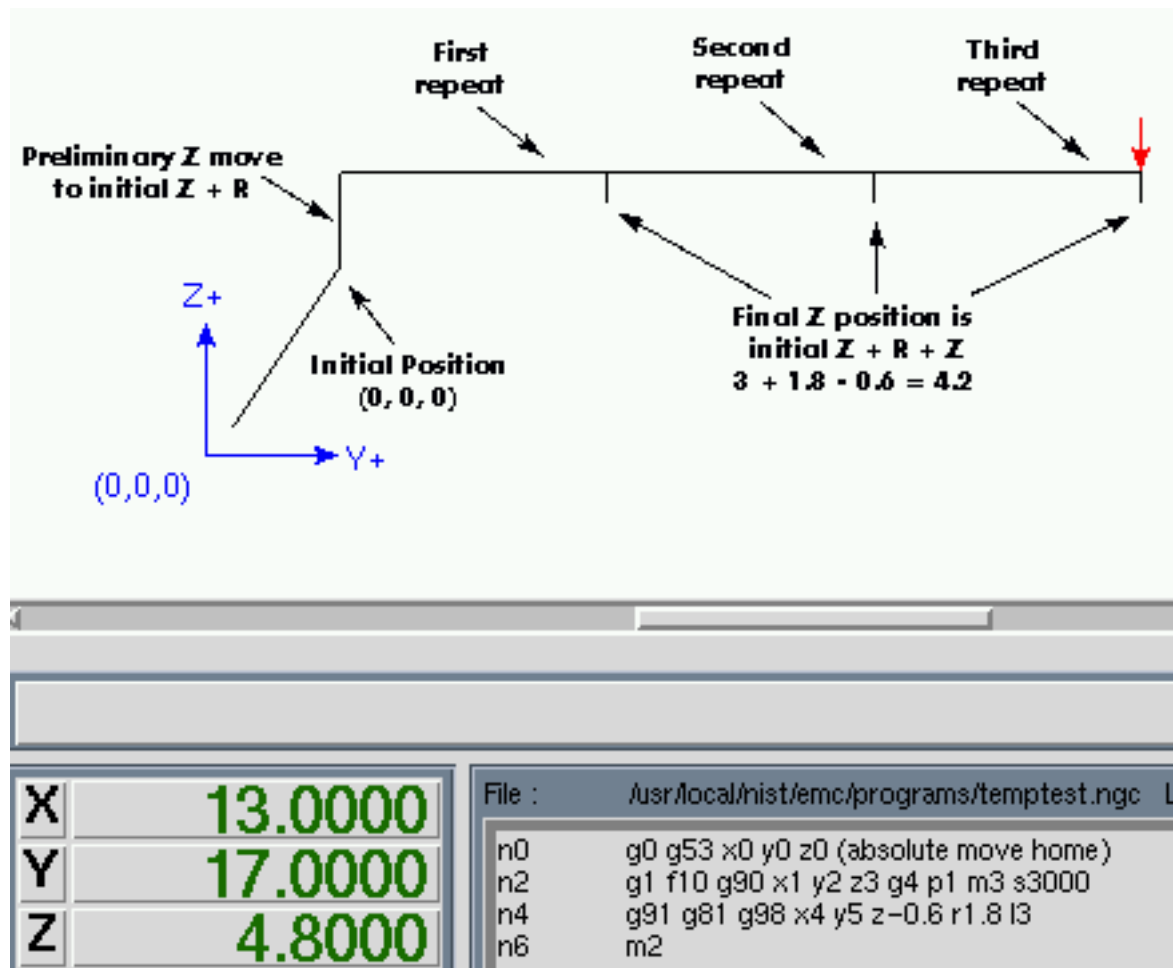 First
repeat
Second
repeat
Third
repeat
Preliminary Z move
to initial Z + R
Z+
Initial Position
(0, 0, 0)
Final Z position is
initial Z + R + Z
3 + 1.8 - 0.6 = 4.2
Y+
(0,0,0)
X 13.0000
Y 17.0000
Z 4.8000
File : /usr/local/nist/emc/programs/temptest.ngc L
n0 g0 g53 x0 y0 z0 (absolute move home)
n2 g1 f10 g90 x1 y2 z3 g4 p1 m3 s3000
n4 g91 g81 g98 x4 y5 z-0.6 r1.8 l3
n6 m2